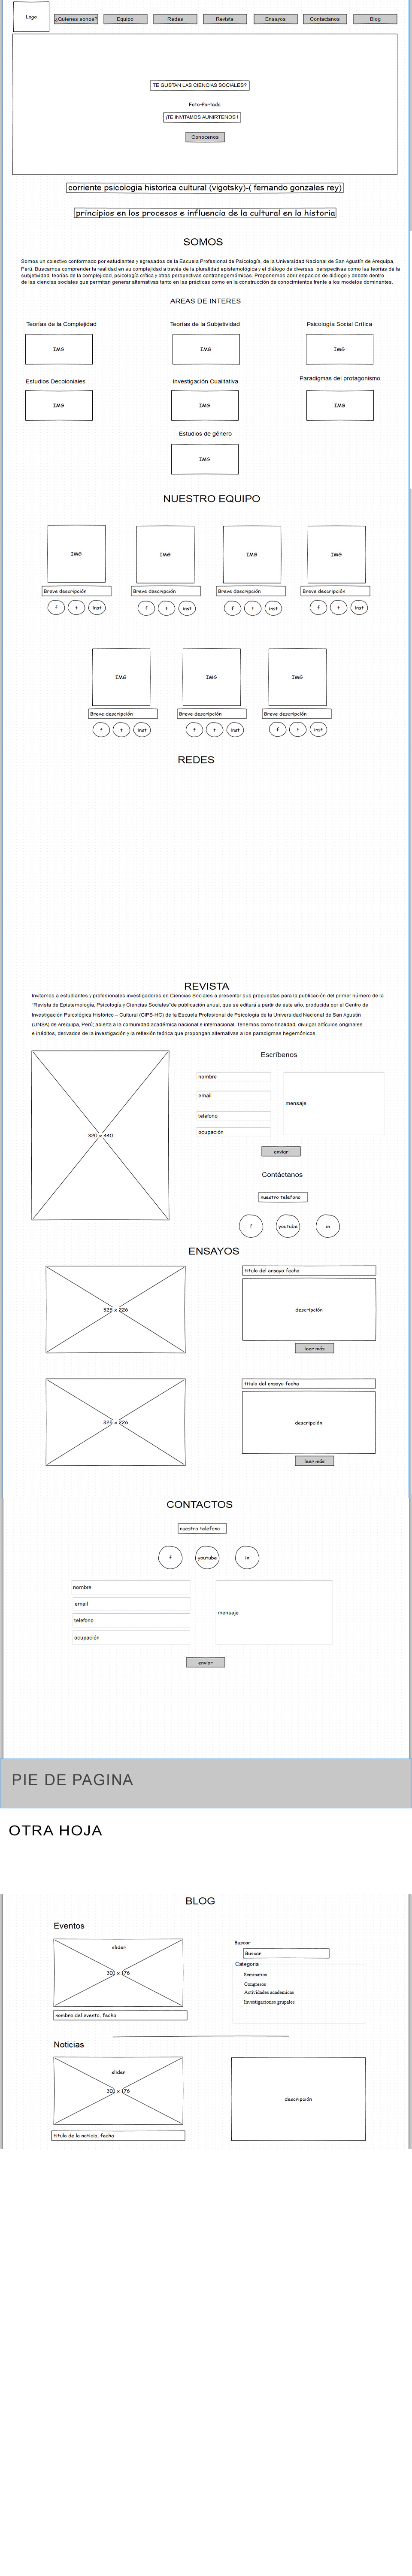 Logo
¿Quienes somos?
Equipo
Redes
Revista
Ensayos
Contactanos
Blog
TE GUSTAN LAS CIENCIAS SOCIALES?
Foto-Portada
¡TE INVITAMOS AUNIRTENOS !
Conocenos
corriente psicologia historica cultural (vigotsky)-( fernando gonzales rey)
principios en los procesos e influencia de la cultural en la historia
SOMOS
Somos un colectivo conformado por estudiantes y egresados de la Escuela Profesional de Psicología, de la Universidad Nacional de San Agustín de Arequipa,
Perú. Buscamos comprender la realidad en su complejidad a través de la pluralidad epistemológica y el diálogo de diversas perspectivas como las teorías de la
subjetividad, teorías de la complejidad, psicología crítica y otras perspectivas contrahegemónicas. Proponemos abrir espacios de diálogo y debate dentro
de las ciencias sociales que permitan generar alternativas tanto en las prácticas como en la construcción de conocimientos frente a los modelos dominantes.
AREAS DE INTERES
Teorías de la Complejidad
Teorías de la Subjetividad
Psicología Social Crítica
IMG
IMG
IMG
Estudios Decoloniales
Investigación Cualitativa
Paradigmas del protagonismo
IMG
IMG
IMG
Estudios de género
IMG
NUESTRO EQUIPO
IMG
IMG
IMG
IMG
Breve descripción
Breve descripción
Breve descripción
Breve descripción
f t inst
f t inst
f t inst
f t inst
IMG
IMG
IMG
Breve descripción
Breve descripción
Breve descripción
f t inst
f t inst
f t inst
REDES
REVISTA
Invitamos a estudiantes y profesionales investigadores en Ciencias Sociales a presentar sus propuestas para la publicación del primer número de la
"Revista de Epistemología, Psicología y Ciencias Sociales"de publicación anual, que se editará a partir de este año, producida por el Centro de
Investigación Psicológica Histórico – Cultural (CIPS-HC) de la Escuela Profesional de Psicología de la Universidad Nacional de San Agustín
(UNSA) de Arequipa, Perú; abierta a la comunidad académica nacional e internacional. Tenemos como finalidad, divulgar artículos originales
e inéditos, derivados de la investigación y la reflexión teórica que propongan alternativas a los paradigmas hegemónicos.
320 x 440
Escríbenos
nombre
email
telefono
ocupación
mensaje
enviar
Contáctanos
nuestro telefono
f
youtube
in
ENSAYOS
325 x 226
titulo del ensayo fecha
descripción
leer más
325 x 226
titulo del ensayo fecha
descripción
leer más
CONTACTOS
nuestro telefono
f
youtube
in
nombre
email
telefono
ocupación
mensaje
enviar
PIE DE PAGINA
OTRA HOJA
BLOG
Eventos
slider
301 x 176
nombre del evento, fecha
Buscar
Buscar
Categoria
Seminarios
Congresos
Actividades academicas
Investigaciones grupales
Noticias
slider
301 x 176
titulo de la noticia, fecha
descripción